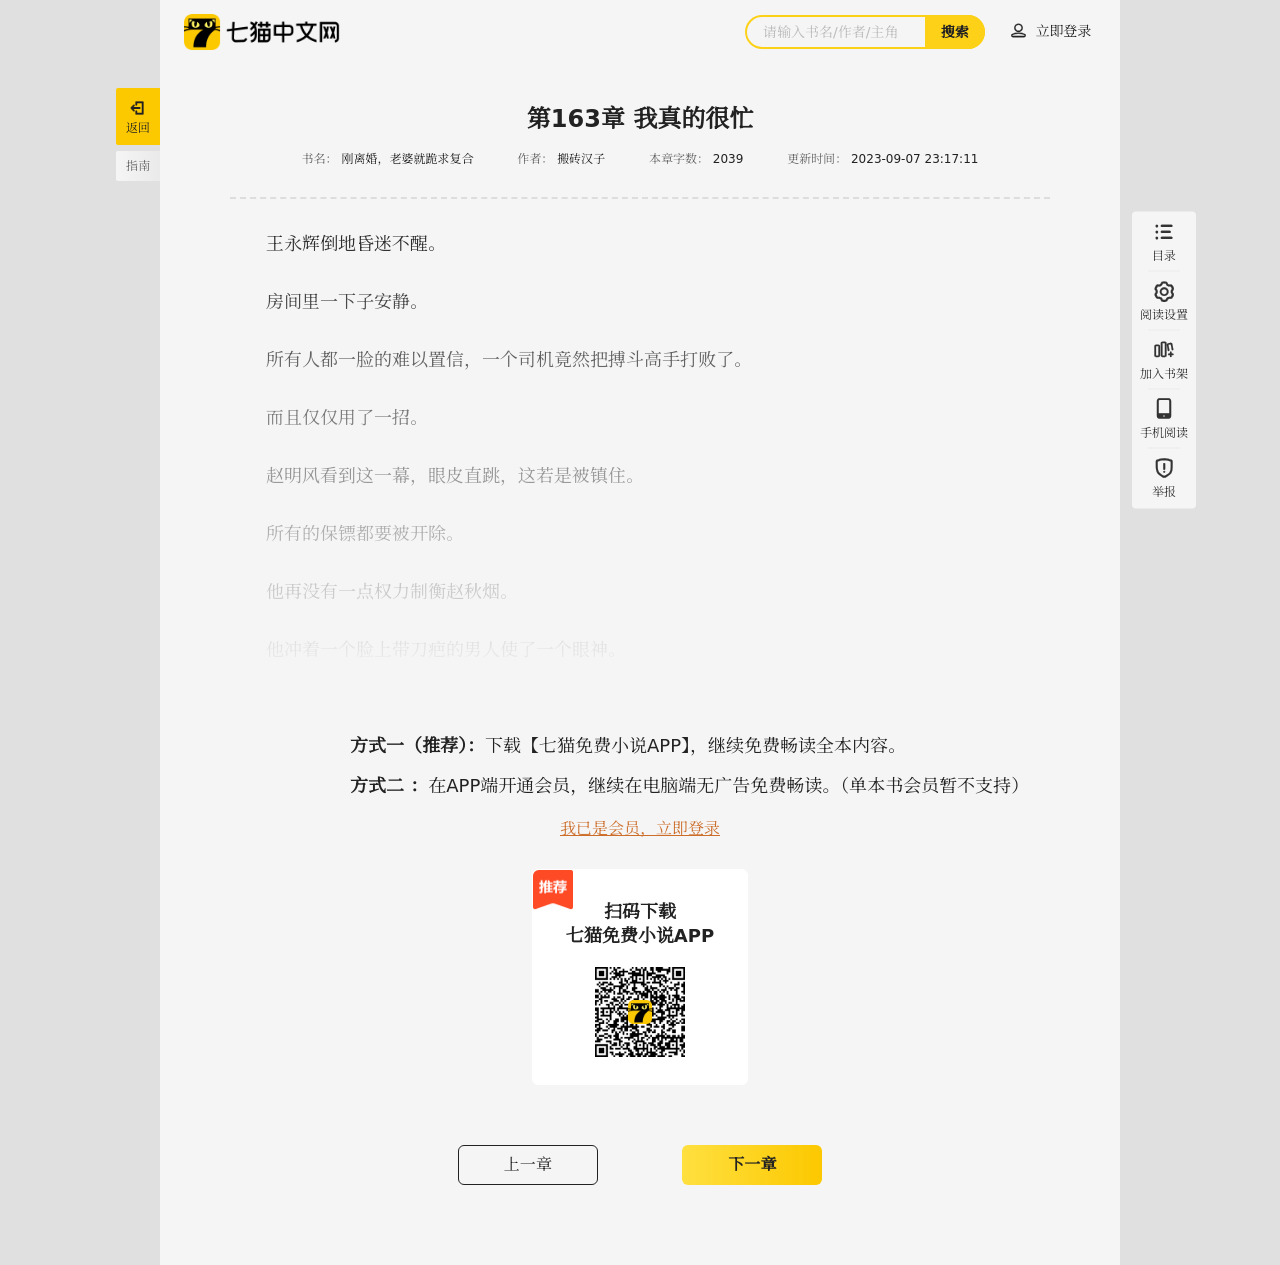 七猫中文网
请输入书名/作者/主角
搜索
立即登录
返回
指南
第163章 我真的很忙
书名： 刚离婚，老婆就跪求复合 作者： 搬砖汉子 本章字数： 2039 更新时间： 2023-09-07 23:17:11
王永辉倒地昏迷不醒。
房间里一下子安静。
所有人都一脸的难以置信，一个司机竟然把搏斗高手打败了。
而且仅仅用了一招。
赵明风看到这一幕，眼皮直跳，这若是被镇住。
所有的保镖都要被开除。
他再没有一点权力制衡赵秋烟。
他冲着一个脸上带刀疤的男人使了一个眼神。
目录
阅读设置
加入书架
手机阅读
举报
方式一（推荐）：下载【七猫免费小说APP】，继续免费畅读全本内容。
方式二 ：在APP端开通会员，继续在电脑端无广告免费畅读。（单本书会员暂不支持）
我已是会员，立即登录
推荐
扫码下载
七猫免费小说APP
上一章
下一章